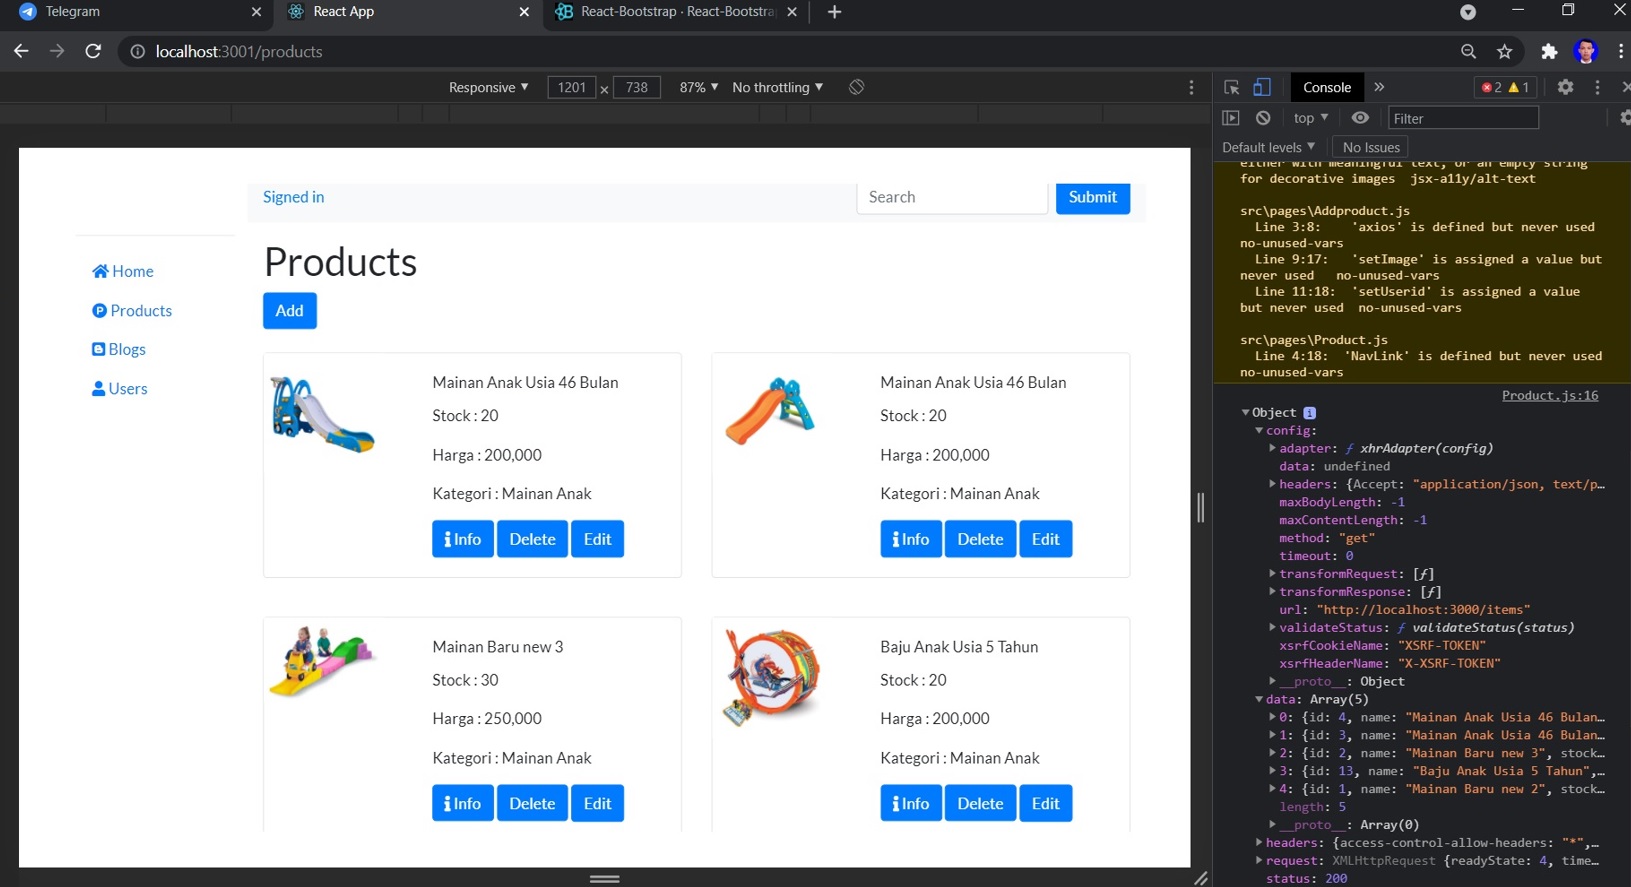 Telegram
React App
React-Bootstrap · React-Bootstra
localhost:3001/products
Responsive
1201 × 738
87%
No throttling
Console
2
1
top
Filter
Default levels
No Issues
either with meaningful text, or an empty string
for decorative images jsx-a11y/alt-text
src\pages\Addproduct.js
Line 3:8: 'axios' is defined but never used
no-unused-vars
Line 9:17: 'setImage' is assigned a value but
never used no-unused-vars
Line 11:18: 'setUserid' is assigned a value
but never used no-unused-vars
src\pages\Product.js
Line 4:18: 'NavLink' is defined but never used
no-unused-vars
Product.js:16
Object i
config:
adapter: ƒ xhrAdapter(config)
data: undefined
headers: {Accept: "application/json, text/p…
maxBodyLength: -1
maxContentLength: -1
method: "get"
timeout: 0
transformRequest: [ƒ]
transformResponse: [ƒ]
url: "http://localhost:3000/items"
validateStatus: ƒ validateStatus(status)
xsrfCookieName: "XSRF-TOKEN"
xsrfHeaderName: "X-XSRF-TOKEN"
__proto__: Object
data: Array(5)
0: {id: 4, name: "Mainan Anak Usia 46 Bulan…
1: {id: 3, name: "Mainan Anak Usia 46 Bulan…
2: {id: 2, name: "Mainan Baru new 3", stock…
3: {id: 13, name: "Baju Anak Usia 5 Tahun",…
4: {id: 1, name: "Mainan Baru new 2", stock…
length: 5
__proto__: Array(0)
headers: {access-control-allow-headers: "*",…
request: XMLHttpRequest {readyState: 4, time…
status: 200
Signed in
Search
Submit
Home
Products
Blogs
Users
Products
Add
Mainan Anak Usia 46 Bulan
Stock : 20
Harga : 200,000
Kategori : Mainan Anak
Info Delete Edit
Mainan Anak Usia 46 Bulan
Stock : 20
Harga : 200,000
Kategori : Mainan Anak
Info Delete Edit
Mainan Baru new 3
Stock : 30
Harga : 250,000
Kategori : Mainan Anak
Info Delete Edit
Baju Anak Usia 5 Tahun
Stock : 20
Harga : 200,000
Kategori : Mainan Anak
Info Delete Edit